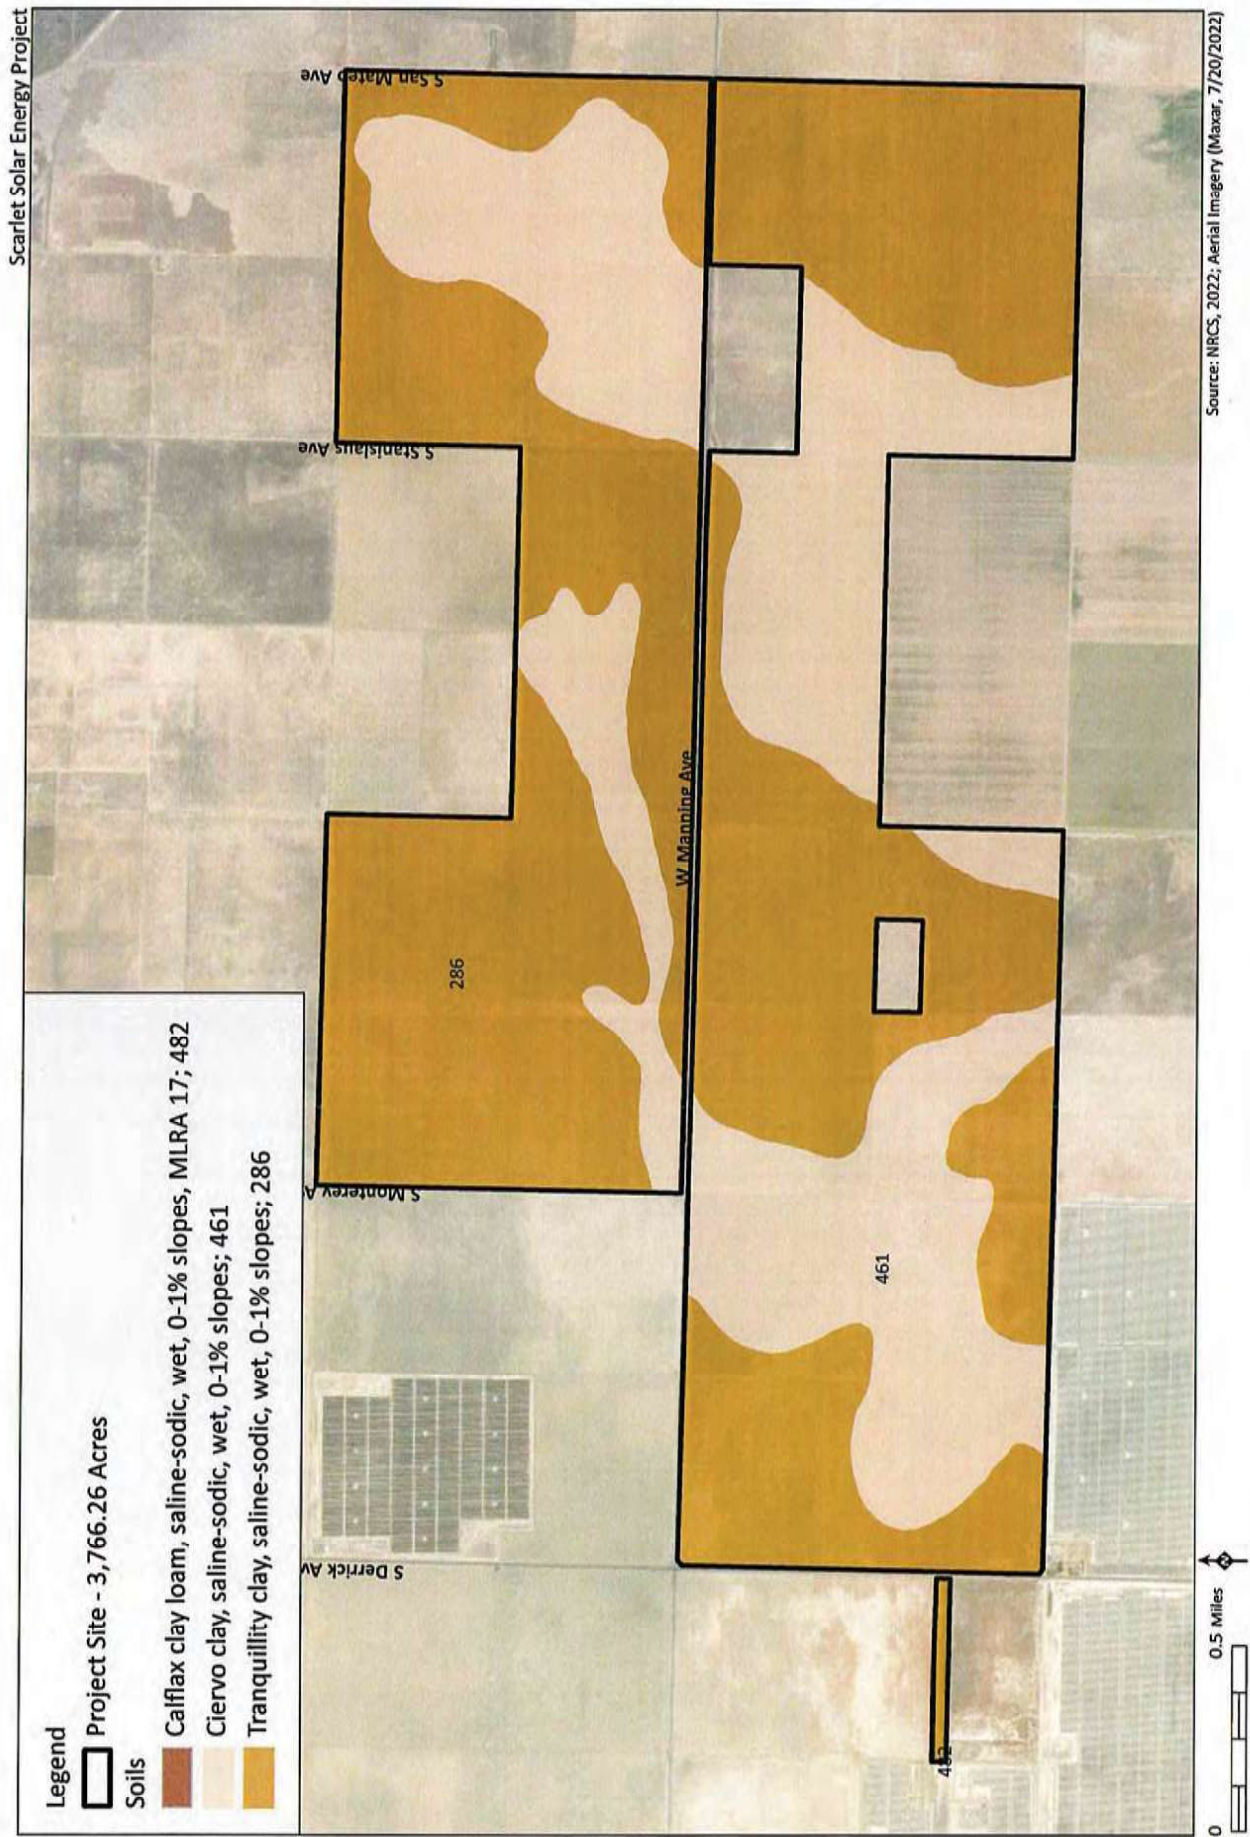 Scarlet Solar Energy Project
Legend
Project Site - 3,766.26 Acres
Soils
Calflax clay loam, saline-sodic, wet, 0-1% slopes, MLRA 17; 482
Ciervo clay, saline-sodic, wet, 0-1% slopes; 461
Tranquillity clay, saline-sodic, wet, 0-1% slopes; 286
S Derrick Av
S Monterey A
S Stanislaus Ave
S San Mateo Ave
286
W Manning Ave
461
482
0 0.5 Miles
N
Source: NRCS, 2022; Aerial Imagery (Maxar, 7/20/2022)